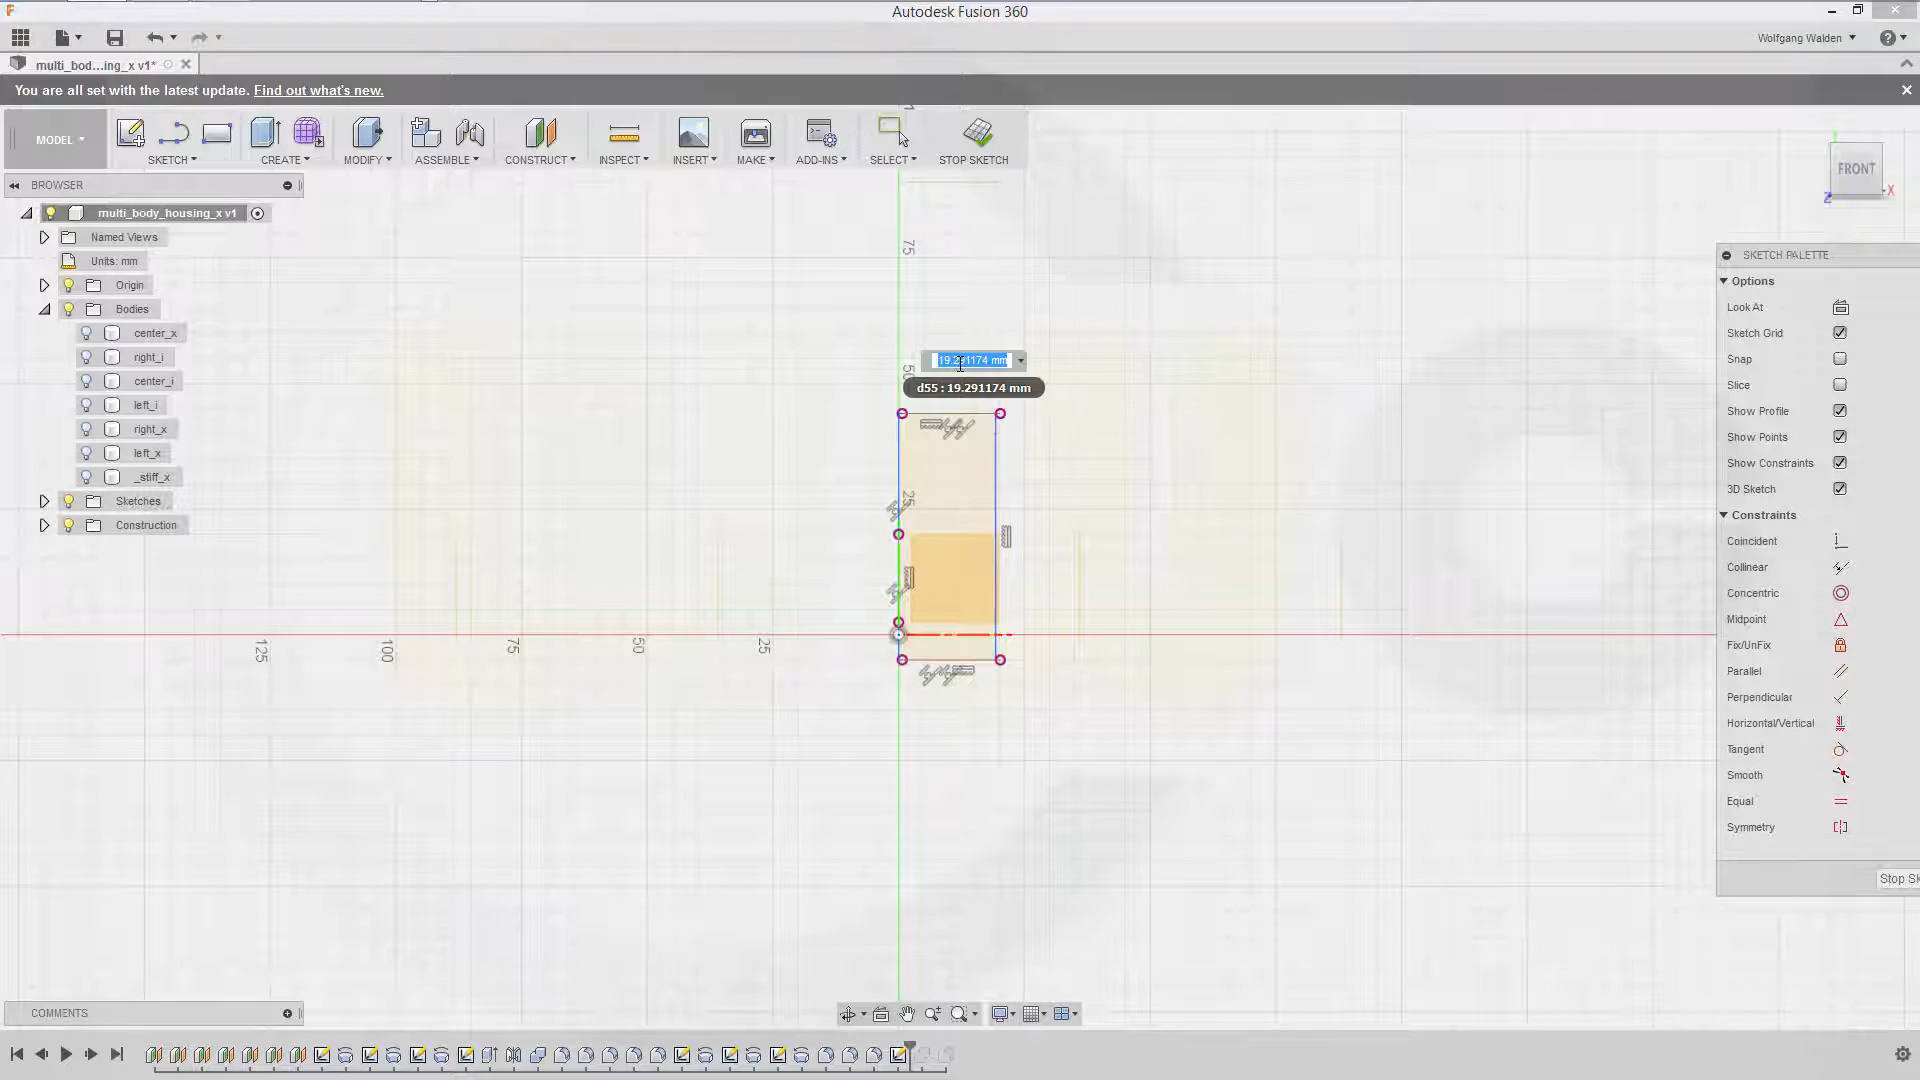 Autodesk Fusion 360
Wolfgang Walden
multi_bod...ing_x v1*
You are all set with the latest update. Find out what's new.
MODEL
SKETCH
CREATE
MODIFY
ASSEMBLE
CONSTRUCT
INSPECT
INSERT
MAKE
ADD-INS
SELECT
STOP SKETCH
BROWSER
multi_body_housing_x v1
Named Views
Units: mm
Origin
Bodies
center_x
right_i
center_i
left_i
right_x
left_x
_stiff_x
Sketches
Construction
FRONT
X
Z
75
19.291174 mm
d55 : 19.291174 mm
25
125
100
75
50
25
SKETCH PALETTE
Options
Look At
Sketch Grid
Snap
Slice
Show Profile
Show Points
Show Constraints
3D Sketch
Constraints
Coincident
Collinear
Concentric
Midpoint
Fix/UnFix
Parallel
Perpendicular
Horizontal/Vertical
Tangent
Smooth
Equal
Symmetry
Stop Sk
COMMENTS